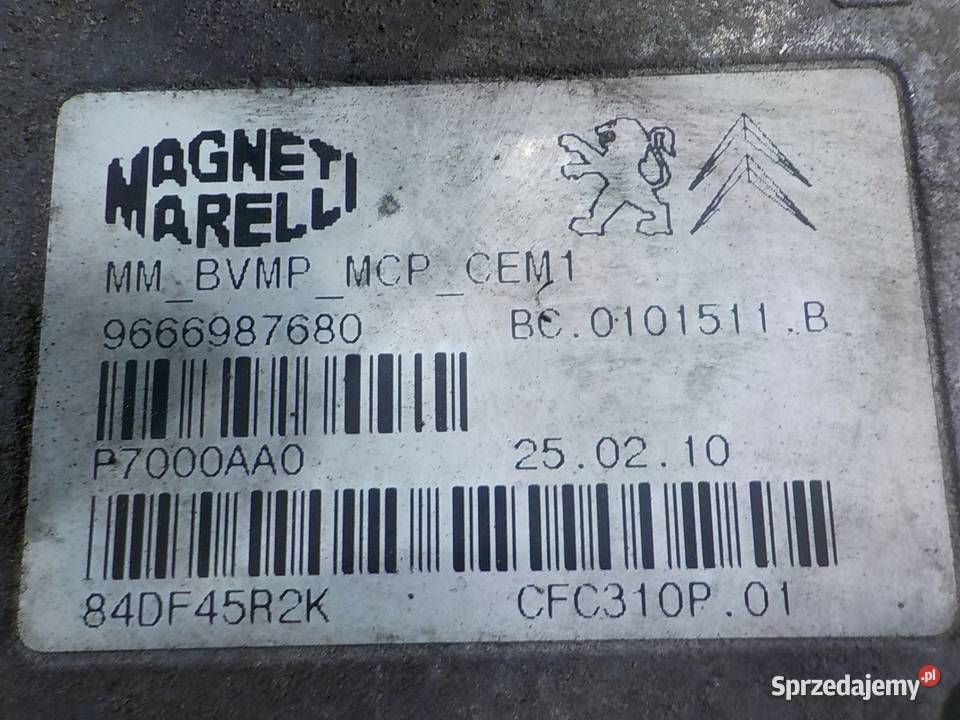 MAGNETI
MARELLI
MM_BVMP_MCP_CEM1
9666987680 BC.0101511.B
P7000AA0 25.02.10
84DF45R2K CFC310P.01
Sprzedajemy.pl